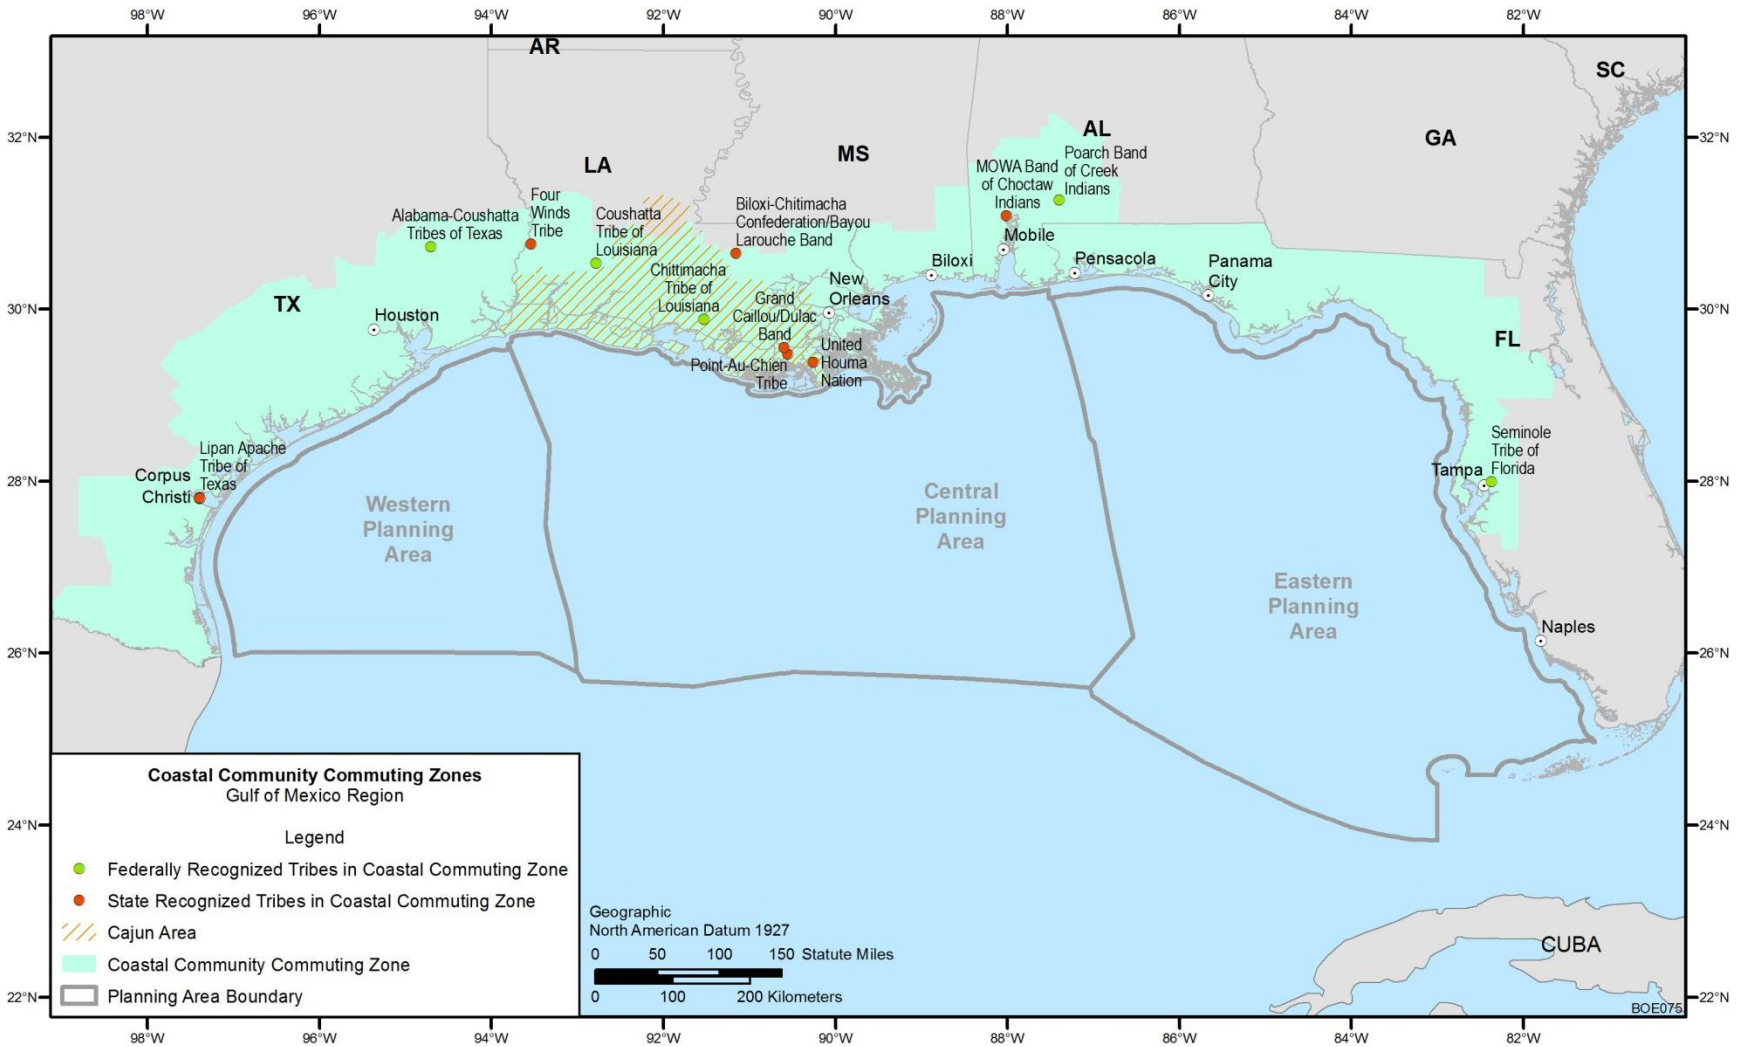 98°W 96°W 94°W 92°W 90°W 88°W 86°W 84°W 82°W
AR
SC
32°N
32°N
AL
GA
MS
LA
Poarch Band
of Creek
Indians
MOWA Band
of Choctaw
Indians
Four
Winds
Tribe
Biloxi-Chitimacha
Confederation/Bayou
Larouche Band
Coushatta
Tribe of
Louisiana
Alabama-Coushatta
Tribes of Texas
Mobile
Biloxi
Pensacola
Panama
City
Chittimacha
Tribe of
Louisiana
New
Orleans
Grand
Caillou/Dulac
Band
TX
30°N
30°N
Houston
FL
United
Houma
Nation
Point-Au-Chien
Tribe
Lipan Apache
Tribe of
Texas
Corpus
Christi
Seminole
Tribe of
Florida
Tampa
28°N
28°N
Western
Planning
Area
Central
Planning
Area
Eastern
Planning
Area
Naples
26°N
26°N
Coastal Community Commuting Zones
Gulf of Mexico Region
Legend
Federally Recognized Tribes in Coastal Commuting Zone
State Recognized Tribes in Coastal Commuting Zone
Cajun Area
Coastal Community Commuting Zone
Planning Area Boundary
24°N
24°N
Geographic
North American Datum 1927
0 50 100 150 Statute Miles
0 100 200 Kilometers
CUBA
22°N
22°N
BOE075
98°W 96°W 94°W 92°W 90°W 88°W 86°W 84°W 82°W